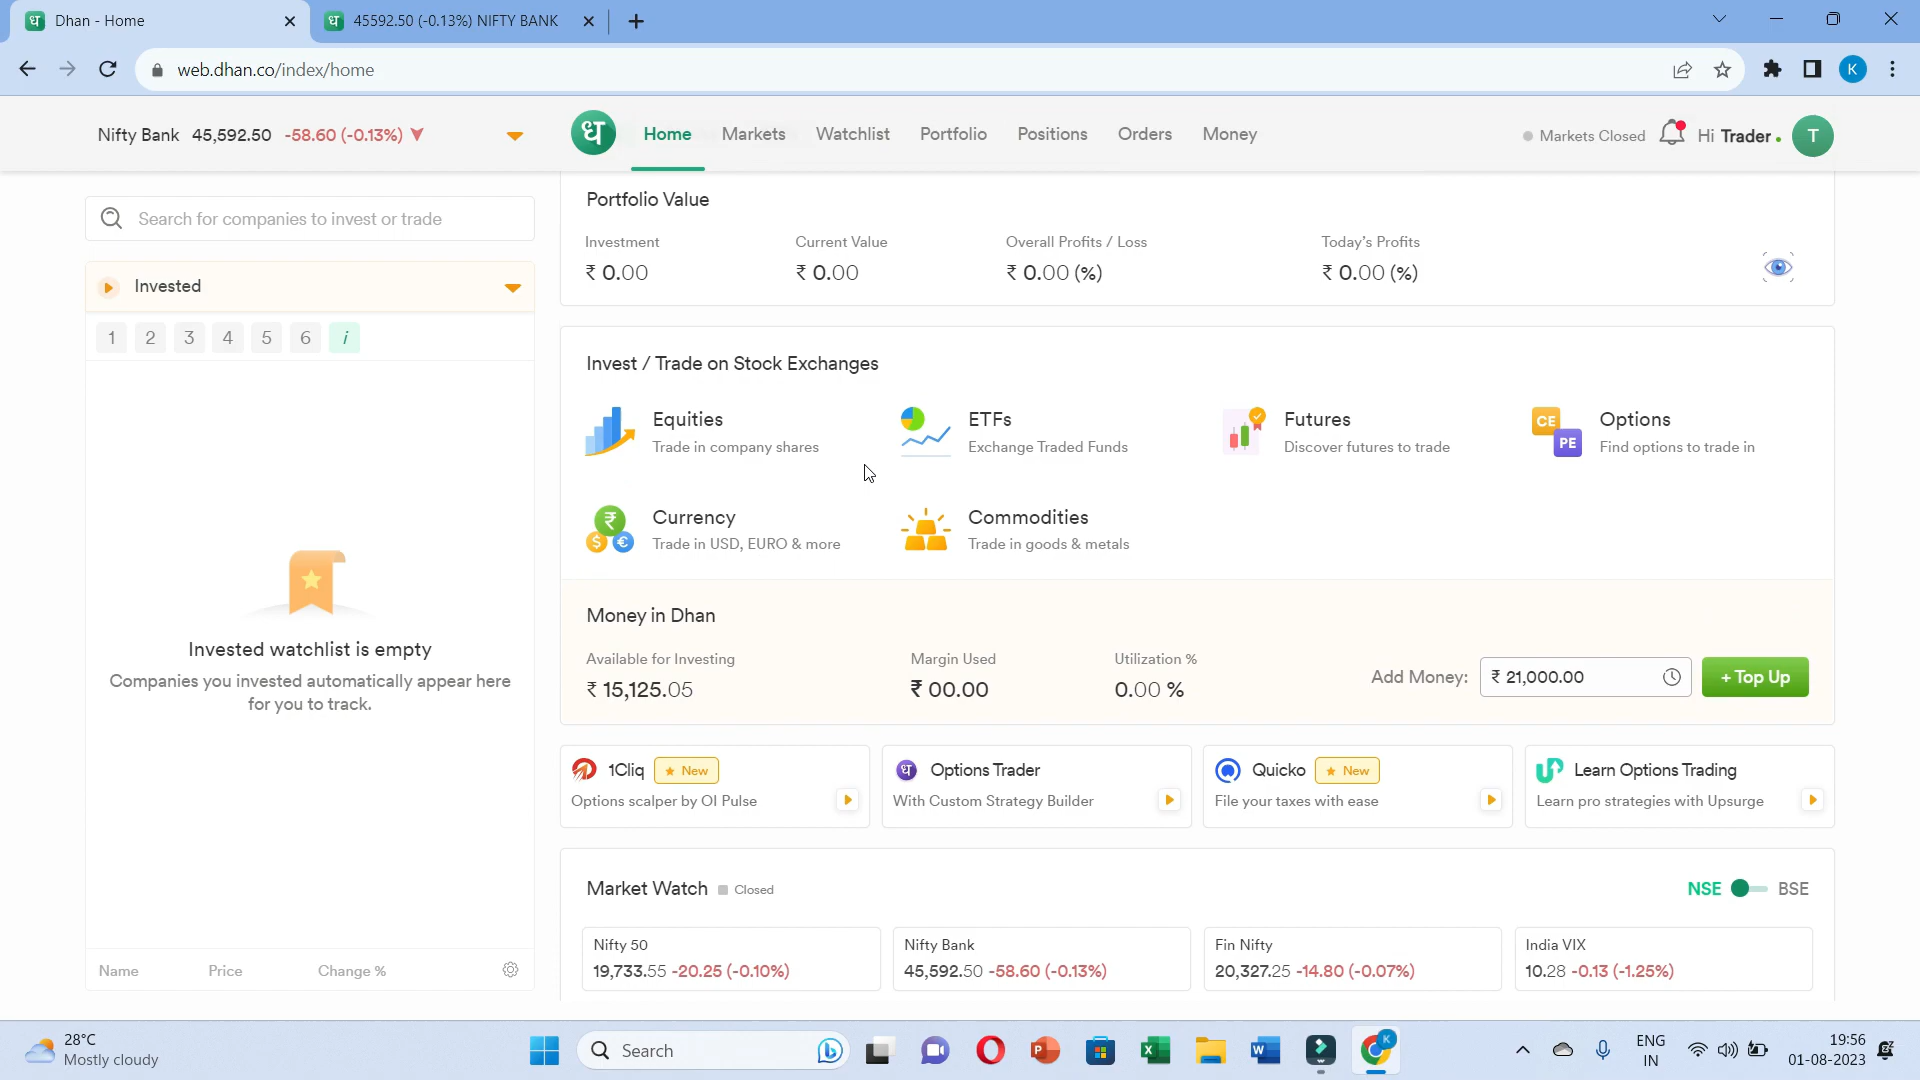 Dhan - Home
45592.50 (-0.13%) NIFTY BANK
web.dhan.co/index/home
K
Nifty Bank 45,592.50 -58.60 (-0.13%)
ध
Home Markets Watchlist Portfolio Positions Orders Money
Markets Closed
Hi Trader.
T
Search for companies to invest or trade
Invested
1 2 3 4 5 6 i
Invested watchlist is empty
Companies you invested automatically appear here
for you to track.
Name Price Change %
Portfolio Value
Investment Current Value Overall Profits / Loss Today's Profits
₹ 0.00 ₹ 0.00 ₹ 0.00 (%) ₹ 0.00 (%)
Invest / Trade on Stock Exchanges
Equities
Trade in company shares
ETFs
Exchange Traded Funds
Futures
Discover futures to trade
CE
PE
Options
Find options to trade in
Currency
Trade in USD, EURO & more
Commodities
Trade in goods & metals
Money in Dhan
Available for Investing Margin Used Utilization %
₹ 15,125.05 ₹ 00.00 0.00 %
Add Money: ₹ 21,000.00 + Top Up
1Cliq New
Options scalper by OI Pulse
Options Trader
With Custom Strategy Builder
Quicko New
File your taxes with ease
Learn Options Trading
Learn pro strategies with Upsurge
Market Watch Closed
NSE BSE
Nifty 50
19,733.55 -20.25 (-0.10%)
Nifty Bank
45,592.50 -58.60 (-0.13%)
Fin Nifty
20,327.25 -14.80 (-0.07%)
India VIX
10.28 -0.13 (-1.25%)
28°C
Mostly cloudy
Search
ENG
IN
19:56
01-08-2023